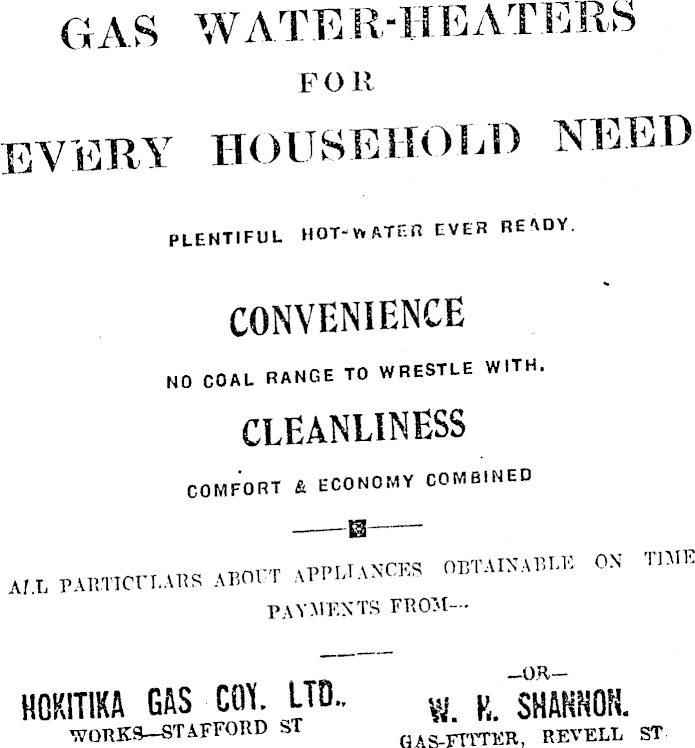 GAS WATER-HEATERS
FOR
EVERY HOUSEHOLD NEED
PLENTIFUL HOT-WATER EVER READY.
CONVENIENCE
NO COAL RANGE TO WRESTLE WITH.
CLEANLINESS
COMFORT & ECONOMY COMBINED
ALL PARTICULARS ABOUT APPLIANCES OBTAINABLE ON TIME
PAYMENTS FROM—
HOKITIKA GAS COY. LTD.,
WORKS—STAFFORD ST
—OR—
W. H. SHANNON.
GAS-FITTER, REVELL ST.